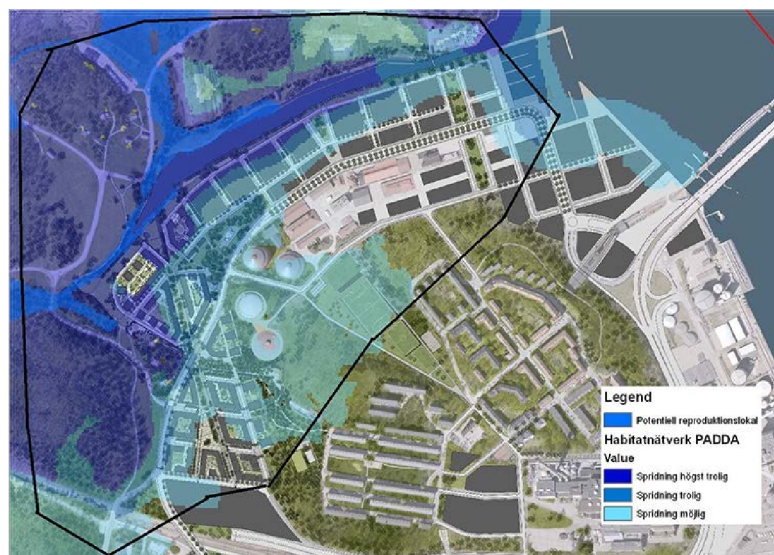 Legend
Potentiell reproduktionslokal
Habitatnätverk PADDA
Value
Spridning högst trolig
Spridning trolig
Spridning möjlig